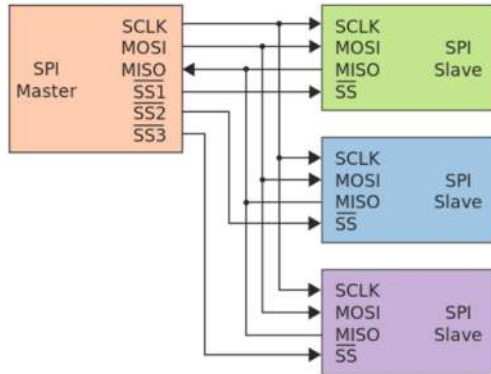 SCLK
MOSI
MISO
SS1
SS2
SS3
SPI
Master
SCLK
MOSI
MISO
SS
SPI
Slave
SCLK
MOSI
MISO
SS
SPI
Slave
SCLK
MOSI
MISO
SS
SPI
Slave